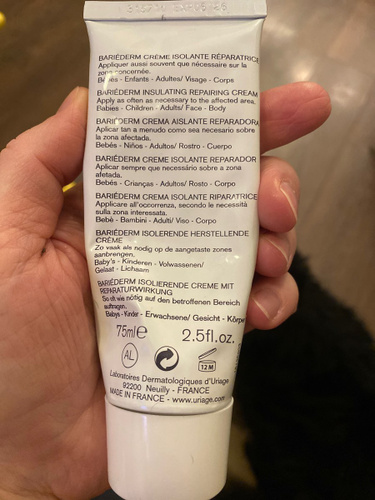 BARIÉDERM CRÈME ISOLANTE RÉPARATRICE
Appliquer aussi souvent que nécessaire sur la
zone concernée.
Bébés - Enfants - Adultes/ Visage - Corps
BARIÉDERM INSULATING REPAIRING CREAM
Apply as often as necessary to the affected area.
Babies - Children - Adults/ Face - Body
BARIÉDERM CREMA AISLANTE REPARADORA
Aplicar tan a menudo como sea necesario sobre
la zona afectada.
Bebés - Niños - Adultos/ Rostro - Cuerpo
BARIÉDERM CREME ISOLANTE REPARADOR
Aplicar sempre que necessário sobre a zona
afetada.
Bebés - Crianças - Adultos/ Rosto - Corpo
BARIÉDERM CREMA ISOLANTE RIPARATRICE
Applicare all'occorrenza, secondo le necessità
sulla zona interessata.
Bebè - Bambini - Adulti/ Viso - Corpo
BARIÉDERM ISOLERENDE HERSTELLENDE
CRÈME
Zo vaak als nodig op de aangetaste zones
aanbrengen.
Baby's - Kinderen - Volwassenen/
Gelaat - Lichaam
BARIÉDERM ISOLIERENDE CREME MIT
REPARATURWIRKUNG
So oft wie nötig auf den betroffenen Bereich
auftragen.
Babys - Kinder - Erwachsene/ Gesicht - Körper
75ml e 2.5fl.oz.
AL 12 M
Laboratoires Dermatologiques d'Uriage
92200 Neuilly - FRANCE
MADE IN FRANCE - www.uriage.com